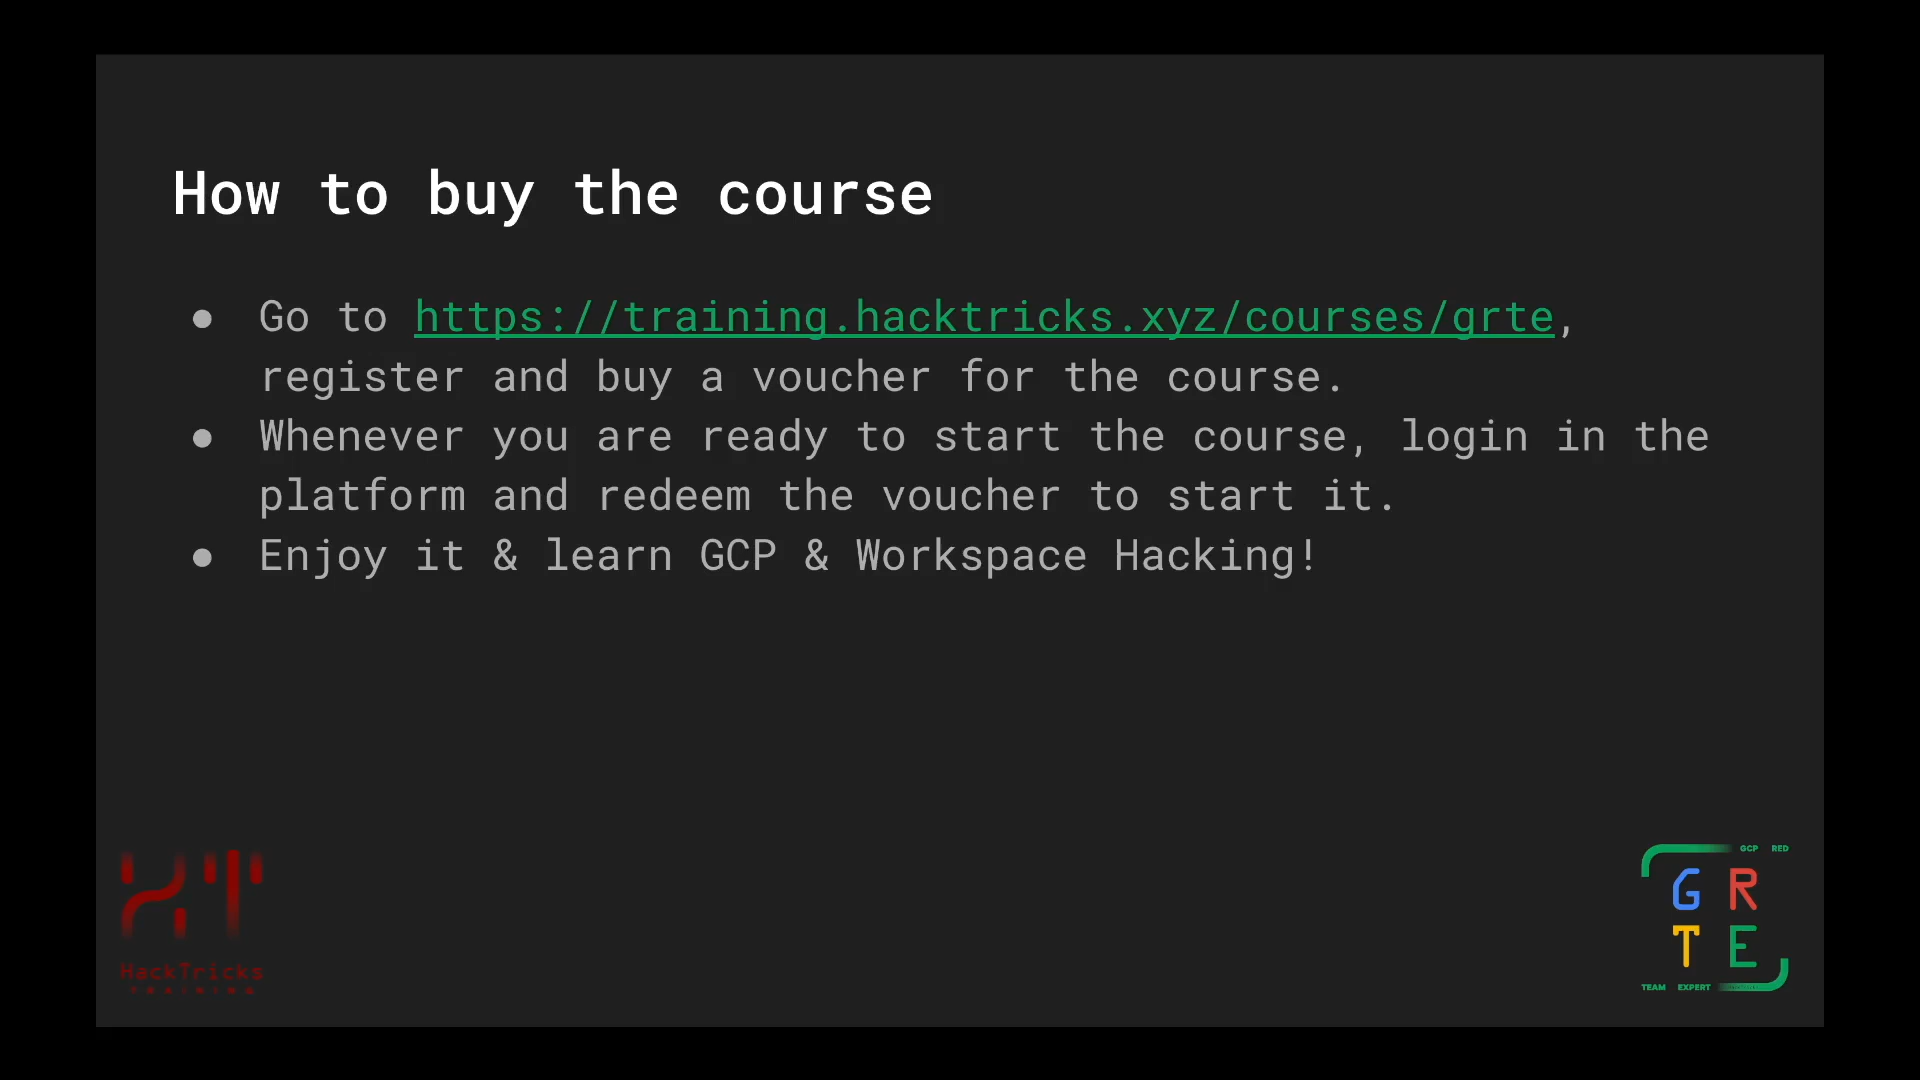 How to buy the course
● Go to https://training.hacktricks.xyz/courses/grte,
register and buy a voucher for the course.
● Whenever you are ready to start the course, login in the
platform and redeem the voucher to start it.
● Enjoy it & learn GCP & Workspace Hacking!
HT
HackTricks
TRAINING
GCP RED
G R
T E
TEAM EXPERT